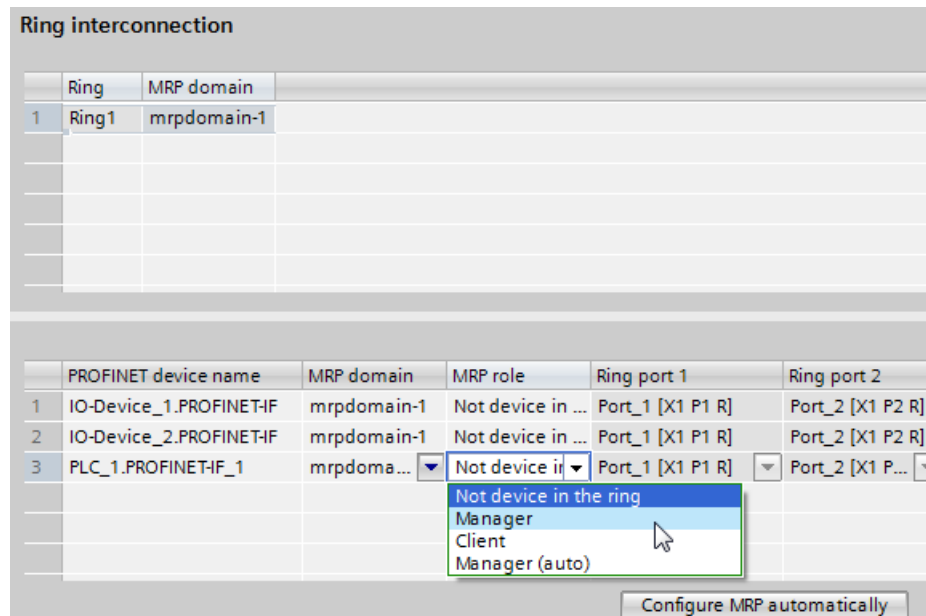 Ring interconnection
Ring MRP domain
1 Ring1 mrpdomain-1
PROFINET device name MRP domain MRP role Ring port 1 Ring port 2
1 IO-Device_1.PROFINET-IF mrpdomain-1 Not device in ... Port_1 [X1 P1 R] Port_2 [X1 P2 R]
2 IO-Device_2.PROFINET-IF mrpdomain-1 Not device in ... Port_1 [X1 P1 R] Port_2 [X1 P2 R]
3 PLC_1.PROFINET-IF_1 mrpdoma... Not device ir Port_1 [X1 P1 R] Port_2 [X1 P...
Not device in the ring
Manager
Client
Manager (auto)
Configure MRP automatically